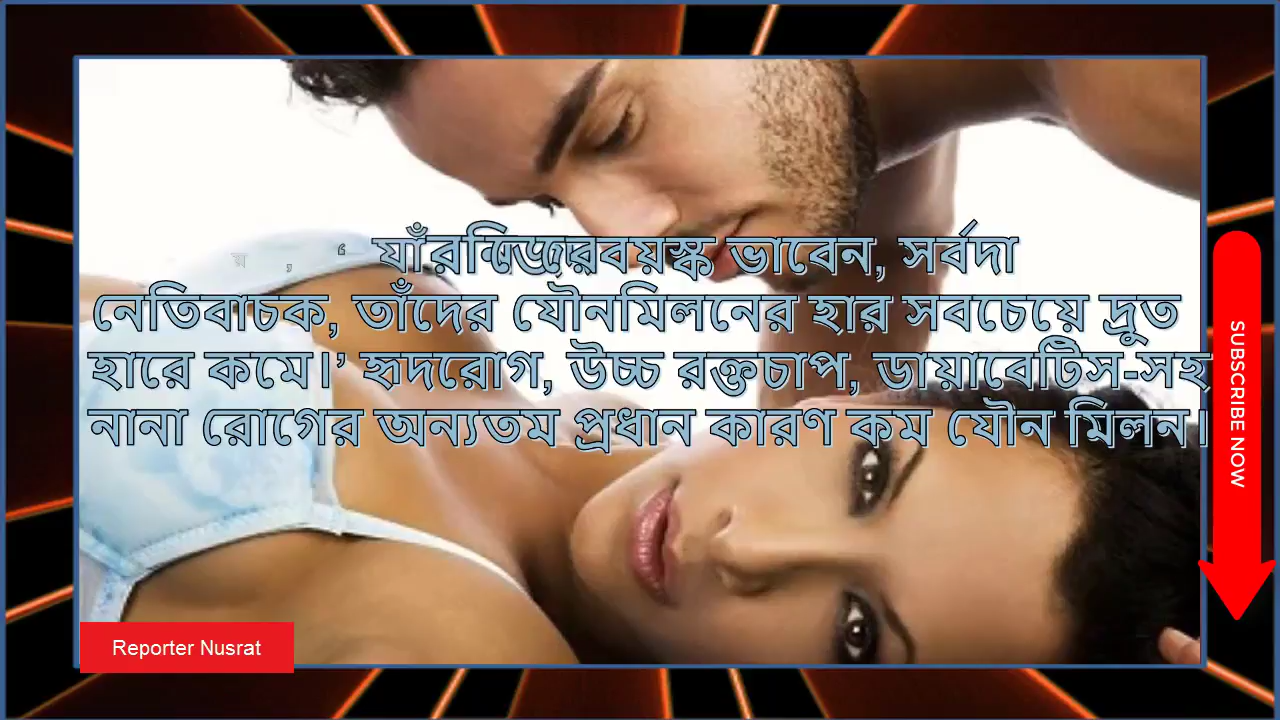 বয়স্ক ভাবেন, সর্বদা
নেতিবাচক, তাঁদের যৌনমিলনের হার সবচেয়ে দ্রুত
হারে কমে।’ হৃদরোগ, উচ্চ রক্তচাপ, ডায়াবেটিস-সহ
নানা রোগের অন্যতম প্রধান কারণ কম যৌন মিলন।
SUBSCRIBE NOW
Reporter Nusrat